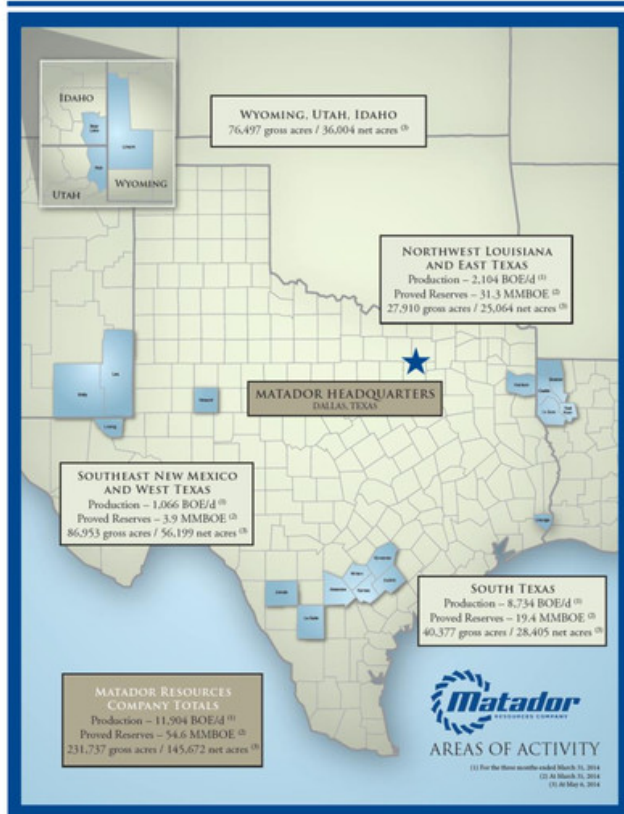 IDAHO
UTAH
WYOMING
WYOMING, UTAH, IDAHO
76,497 gross acres / 36,004 net acres (3)
NORTHWEST LOUISIANA
AND EAST TEXAS
Production – 2,104 BOE/d (1)
Proved Reserves – 31.3 MMBOE (2)
27,910 gross acres / 25,064 net acres (3)
MATADOR HEADQUARTERS
DALLAS, TEXAS
SOUTHEAST NEW MEXICO
AND WEST TEXAS
Production – 1,066 BOE/d (1)
Proved Reserves – 3.9 MMBOE (2)
86,953 gross acres / 56,199 net acres (3)
SOUTH TEXAS
Production – 8,734 BOE/d (1)
Proved Reserves – 19.4 MMBOE (2)
40,377 gross acres / 28,405 net acres (3)
MATADOR RESOURCES
COMPANY TOTALS
Production – 11,904 BOE/d (1)
Proved Reserves – 54.6 MMBOE (2)
231,737 gross acres / 145,672 net acres (3)
Matador
RESOURCES COMPANY
AREAS OF ACTIVITY
(1) For the three months ended March 31, 2014
(2) At March 31, 2014
(3) At May 6, 2014